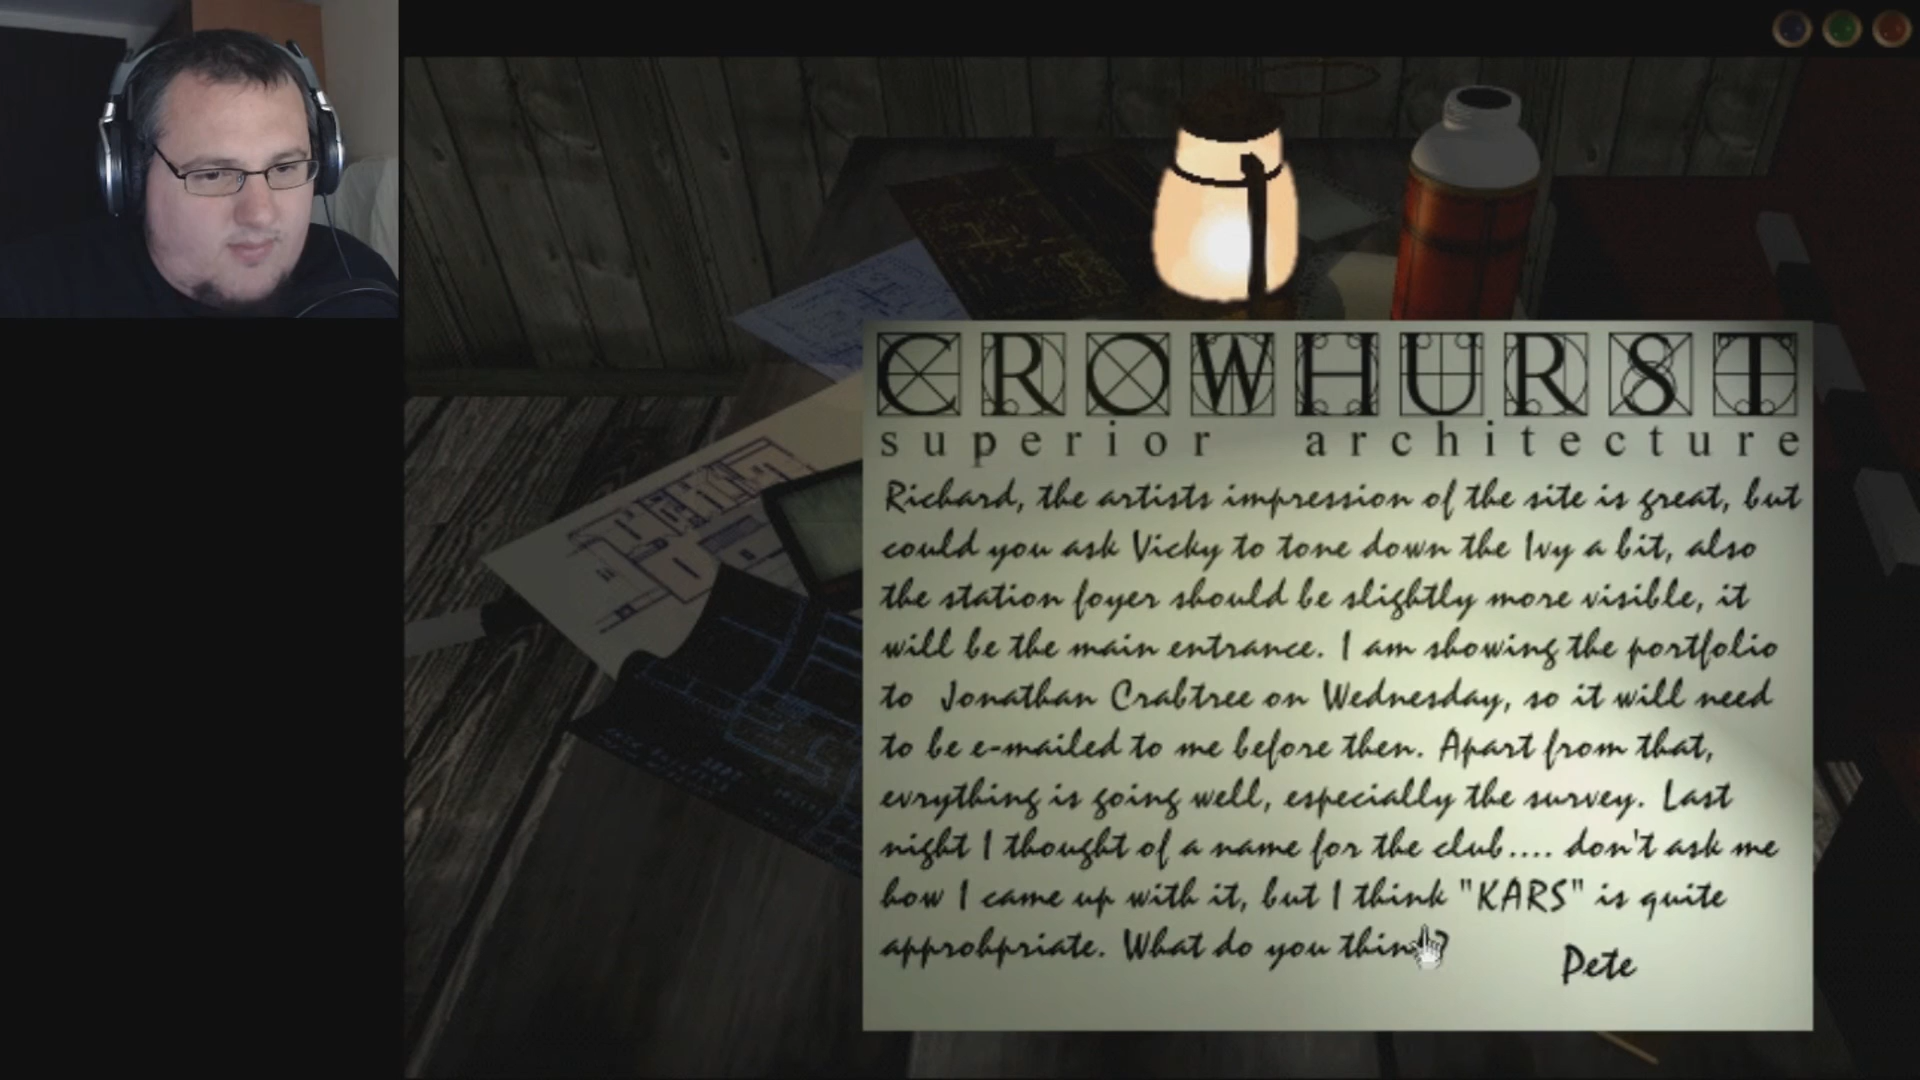 CROWHURST
superior architecture
Richard, the artists impression of the site is great, but
could you ask Vicky to tone down the Ivy a bit, also
the station foyer should be slightly more visible, it
will be the main entrance. I am showing the portfolio
to Jonathan Crabtree on Wednesday, so it will need
to be e-mailed to me before then. Apart from that,
evrything is going well, especially the survey. Last
night I thought of a name for the club.... don't ask me
how I came up with it, but I think "KARS" is quite
approhpriate. What do you think?
Pete